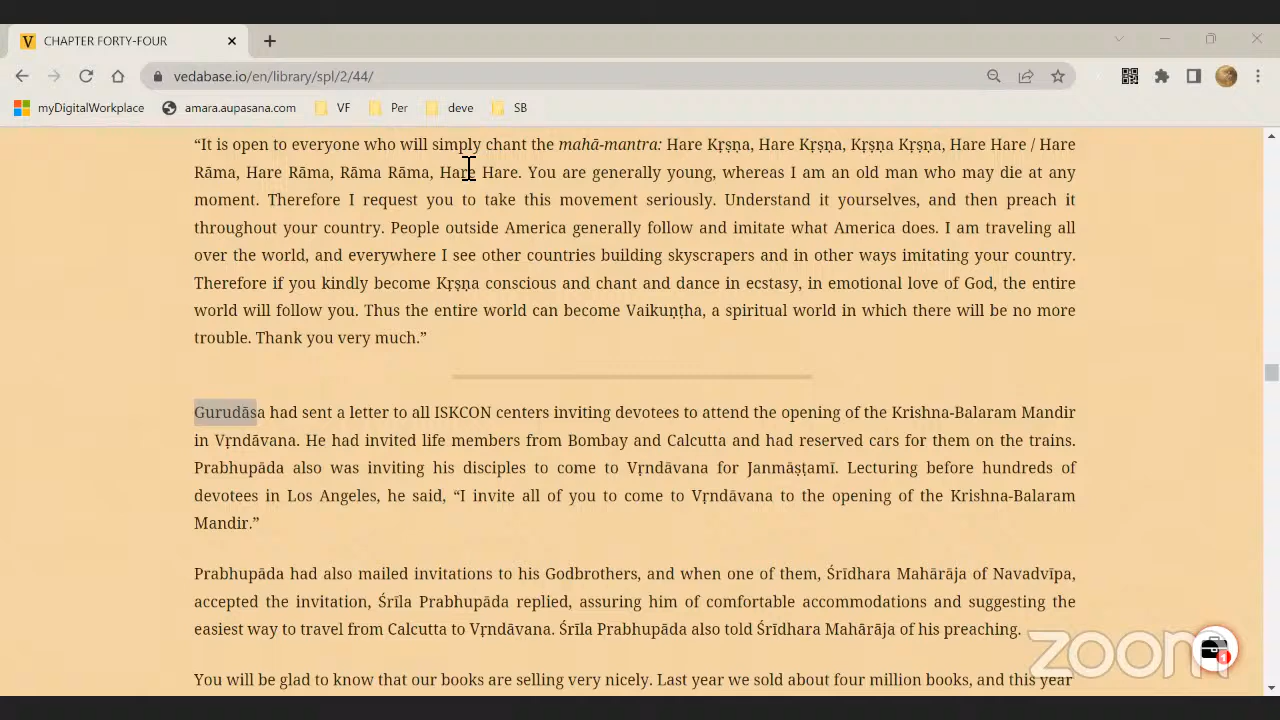 CHAPTER FORTY-FOUR
vedabase.io/en/library/spl/2/44/
myDigitalWorkplace amara.aupasana.com VF Per deve SB
“It is open to everyone who will simply chant the mahā-mantra: Hare Kṛṣṇa, Hare Kṛṣṇa, Kṛṣṇa Kṛṣṇa, Hare Hare / Hare
Rāma, Hare Rāma, Rāma Rāma, Hare Hare. You are generally young, whereas I am an old man who may die at any
moment. Therefore I request you to take this movement seriously. Understand it yourselves, and then preach it
throughout your country. People outside America generally follow and imitate what America does. I am traveling all
over the world, and everywhere I see other countries building skyscrapers and in other ways imitating your country.
Therefore if you kindly become Kṛṣṇa conscious and chant and dance in ecstasy, in emotional love of God, the entire
world will follow you. Thus the entire world can become Vaikuṇṭha, a spiritual world in which there will be no more
trouble. Thank you very much.”
Gurudāsa had sent a letter to all ISKCON centers inviting devotees to attend the opening of the Krishna-Balaram Mandir
in Vṛndāvana. He had invited life members from Bombay and Calcutta and had reserved cars for them on the trains.
Prabhupāda also was inviting his disciples to come to Vṛndāvana for Janmāṣṭamī. Lecturing before hundreds of
devotees in Los Angeles, he said, “I invite all of you to come to Vṛndāvana to the opening of the Krishna-Balaram
Mandir.”
Prabhupāda had also mailed invitations to his Godbrothers, and when one of them, Śrīdhara Mahārāja of Navadvīpa,
accepted the invitation, Śrīla Prabhupāda replied, assuring him of comfortable accommodations and suggesting the
easiest way to travel from Calcutta to Vṛndāvana. Śrīla Prabhupāda also told Śrīdhara Mahārāja of his preaching.
You will be glad to know that our books are selling very nicely. Last year we sold about four million books, and this year
zoom